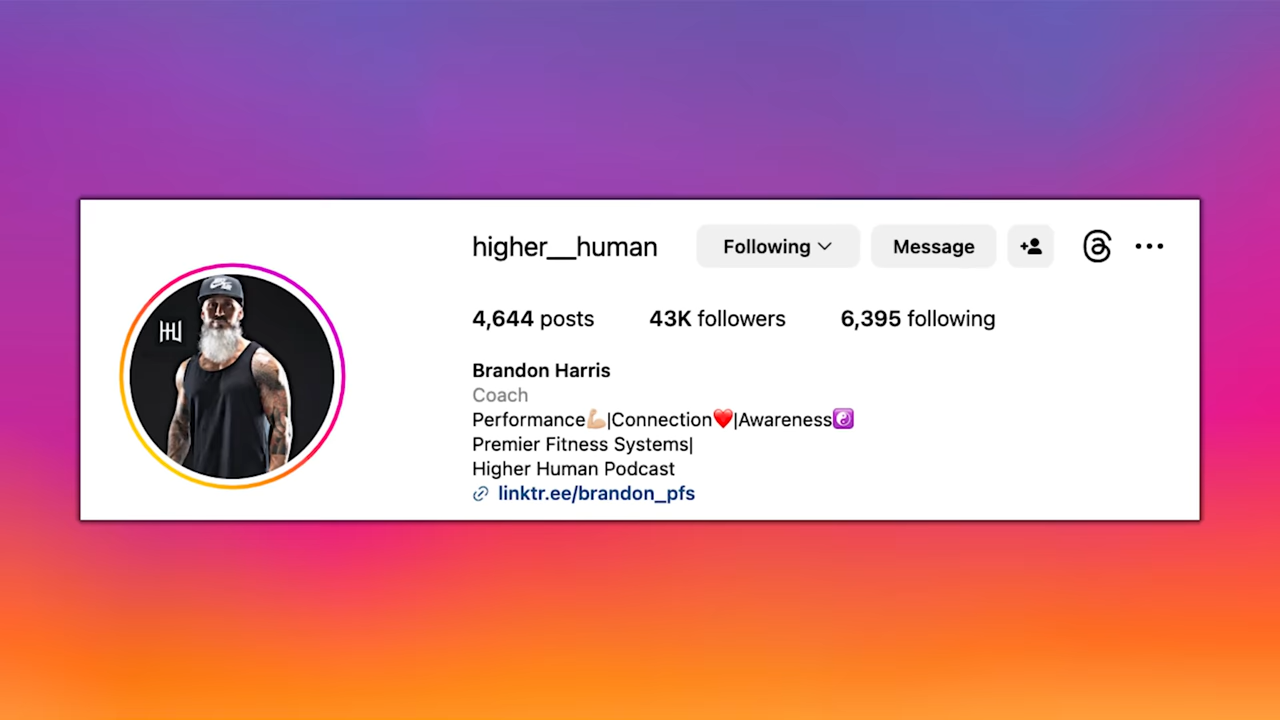 higher__human Following Message
4,644 posts 43K followers 6,395 following
Brandon Harris
Coach
Performance💪🏼|Connection❤️|Awareness☯️
Premier Fitness Systems|
Higher Human Podcast
linktr.ee/brandon_pfs